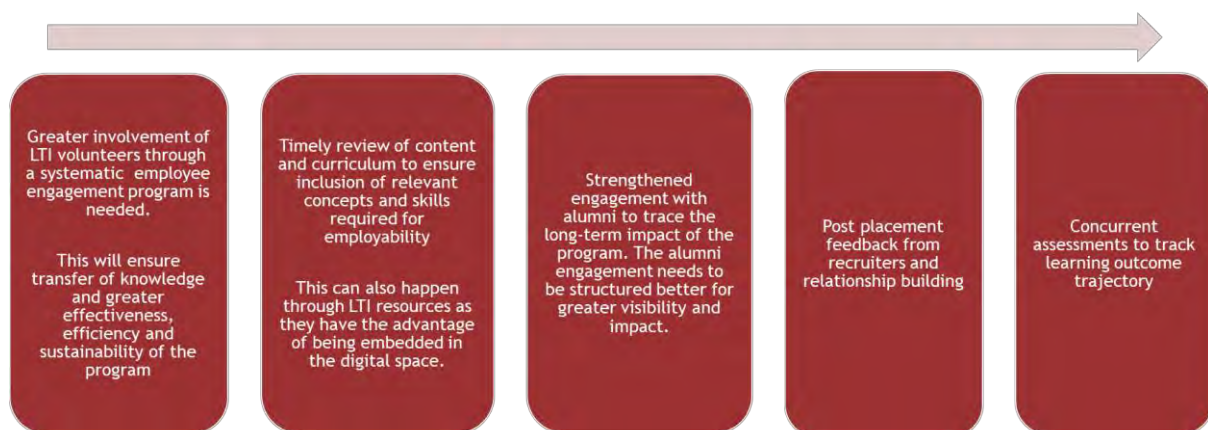 Greater involvement of
LTI volunteers through
a systematic employee
engagement program is
needed.
This will ensure
transfer of knowledge
and greater
effectiveness,
efficiency and
sustainability of the
program
Timely review of content
and curriculum to ensure
inclusion of relevant
concepts and skills
required for
employability
This can also happen
through LTI resources as
they have the advantage
of being embedded in
the digital space.
Strengthened
engagement with
alumni to trace the
long-term impact of the
program. The alumni
engagement needs to
be structured better for
greater visibility and
impact.
Post placement
feedback from
recruiters and
relationship building
Concurrent
assessments to track
learning outcome
trajectory